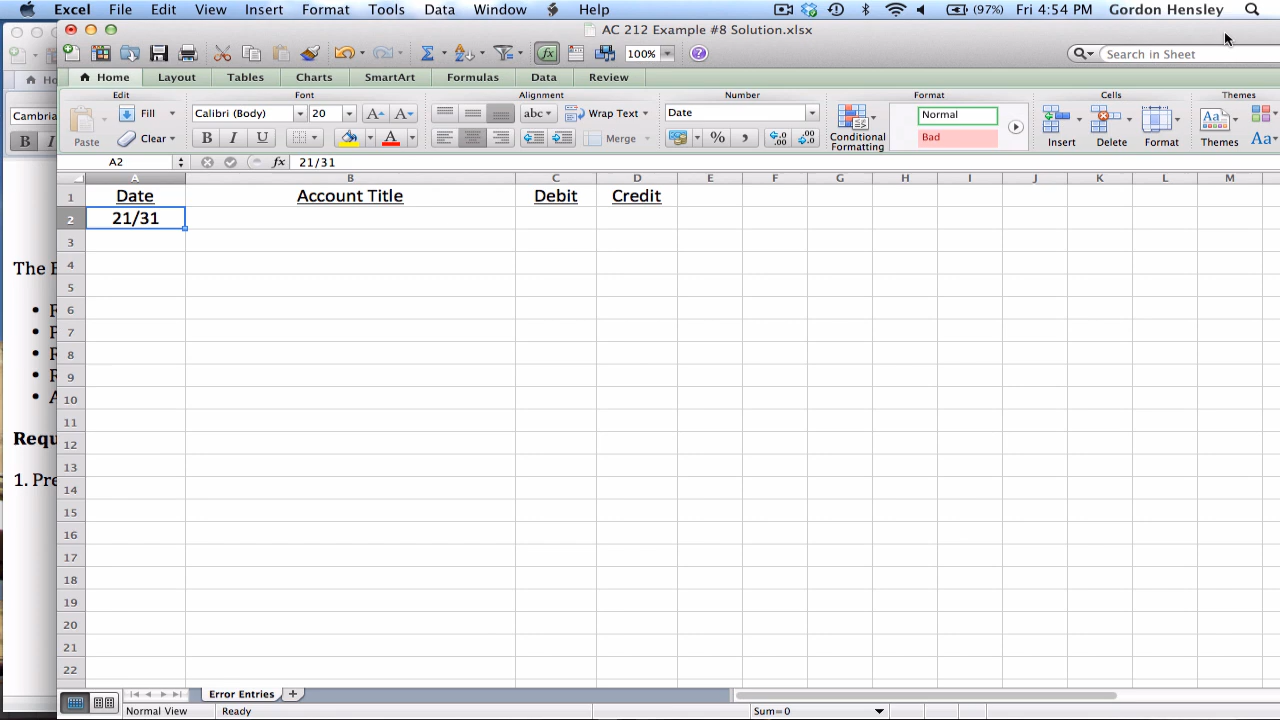 Excel File Edit View Insert Format Tools Data Window Help (97%) Fri 4:54 PM Gordon Hensley
AC 212 Example #8 Solution.xlsx
100% Search in Sheet
Home Layout Tables Charts SmartArt Formulas Data Review
Edit Font Alignment Number Format Cells Themes
Paste Fill Calibri (Body) 20 A A abc Wrap Text Date Normal
Clear B I U A Merge % Conditional Formatting Bad Insert Delete Format Themes Aa
A2 fx 21/31
A B C D E F G H I J K L M
1 Date Account Title Debit Credit
2 21/31
3
4
5
6
7
8
9
10
11
12
13
14
15
16
17
18
19
20
21
22
Error Entries
Normal View Ready Sum=0
Cambria
B I
The
Requ
1. Pre